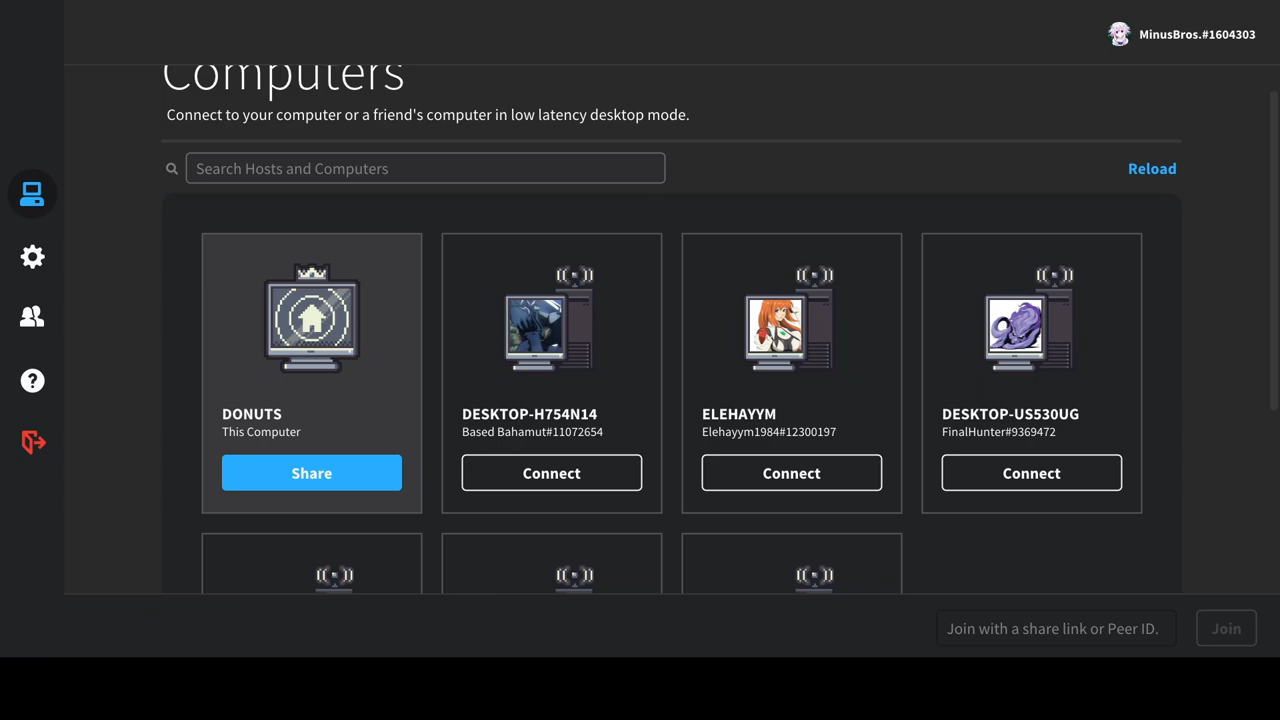 MinusBros.#1604303
Computers
Connect to your computer or a friend's computer in low latency desktop mode.
Search Hosts and Computers
Reload
DONUTS
This Computer
Share
DESKTOP-H754N14
Based Bahamut#11072654
Connect
ELEHAYYM
Elehayym1984#12300197
Connect
DESKTOP-US530UG
FinalHunter#9369472
Connect
Join with a share link or Peer ID.
Join